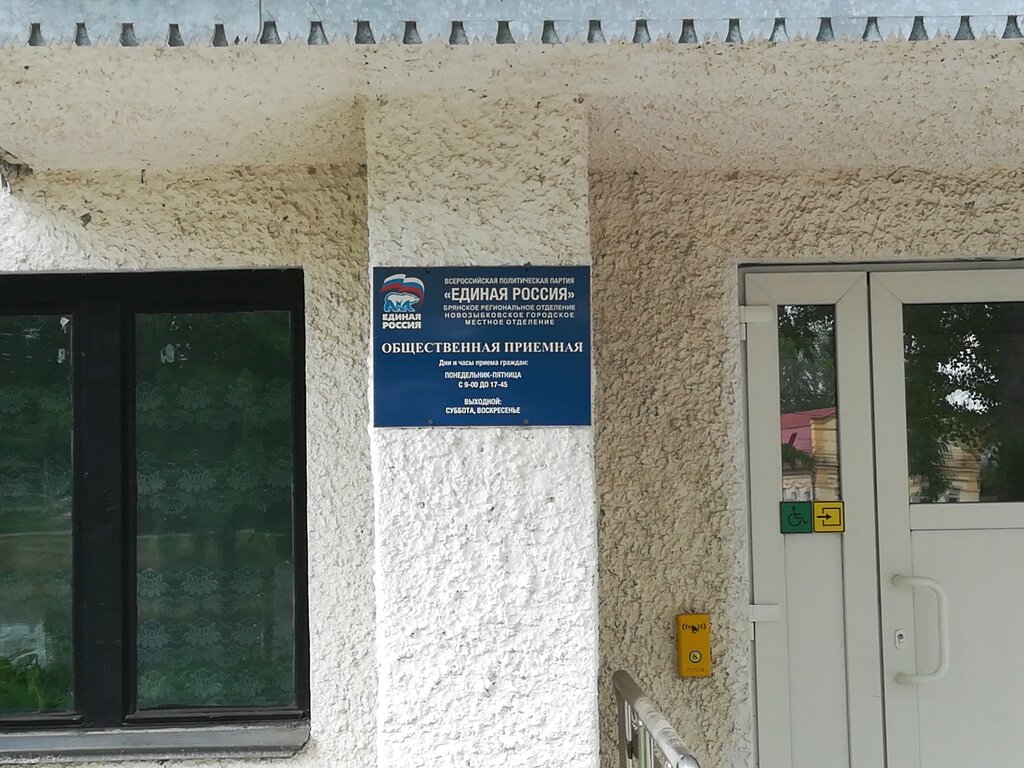 ЕДИНАЯ
РОССИЯ
ВСЕРОССИЙСКАЯ ПОЛИТИЧЕСКАЯ ПАРТИЯ
«ЕДИНАЯ РОССИЯ»
БРЯНСКОЕ РЕГИОНАЛЬНОЕ ОТДЕЛЕНИЕ
НОВОЗЫБКОВСКОЕ ГОРОДСКОЕ
МЕСТНОЕ ОТДЕЛЕНИЕ
ОБЩЕСТВЕННАЯ ПРИЕМНАЯ
Дни и часы приема граждан:
ПОНЕДЕЛЬНИК-ПЯТНИЦА
С 9-00 ДО 17-45
ВЫХОДНОЙ:
СУББОТА, ВОСКРЕСЕНЬЕ